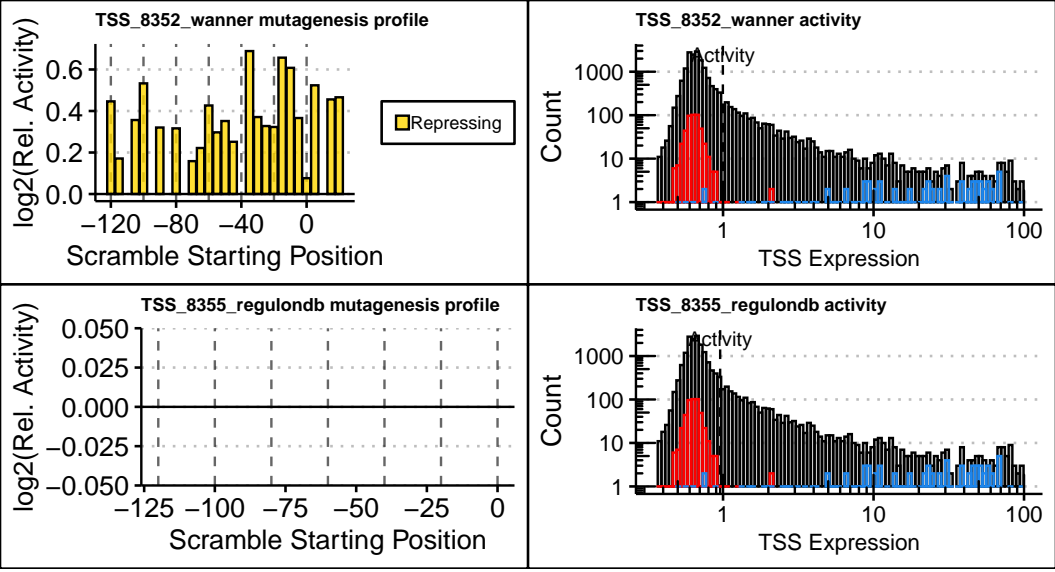 TSS_8352_wanner mutagenesis profile
log2(Rel. Activity)
0.6
0.4
0.2
0.0
−120 −80 −40 0
Scramble Starting Position
Repressing
TSS_8352_wanner activity
Activity
Count
1000
100
10
1
1 10 100
TSS Expression
TSS_8355_regulondb mutagenesis profile
log2(Rel. Activity)
0.050
0.025
0.000
−0.025
−0.050
−125 −100 −75 −50 −25 0
Scramble Starting Position
TSS_8355_regulondb activity
Activity
Count
1000
100
10
1
1 10 100
TSS Expression